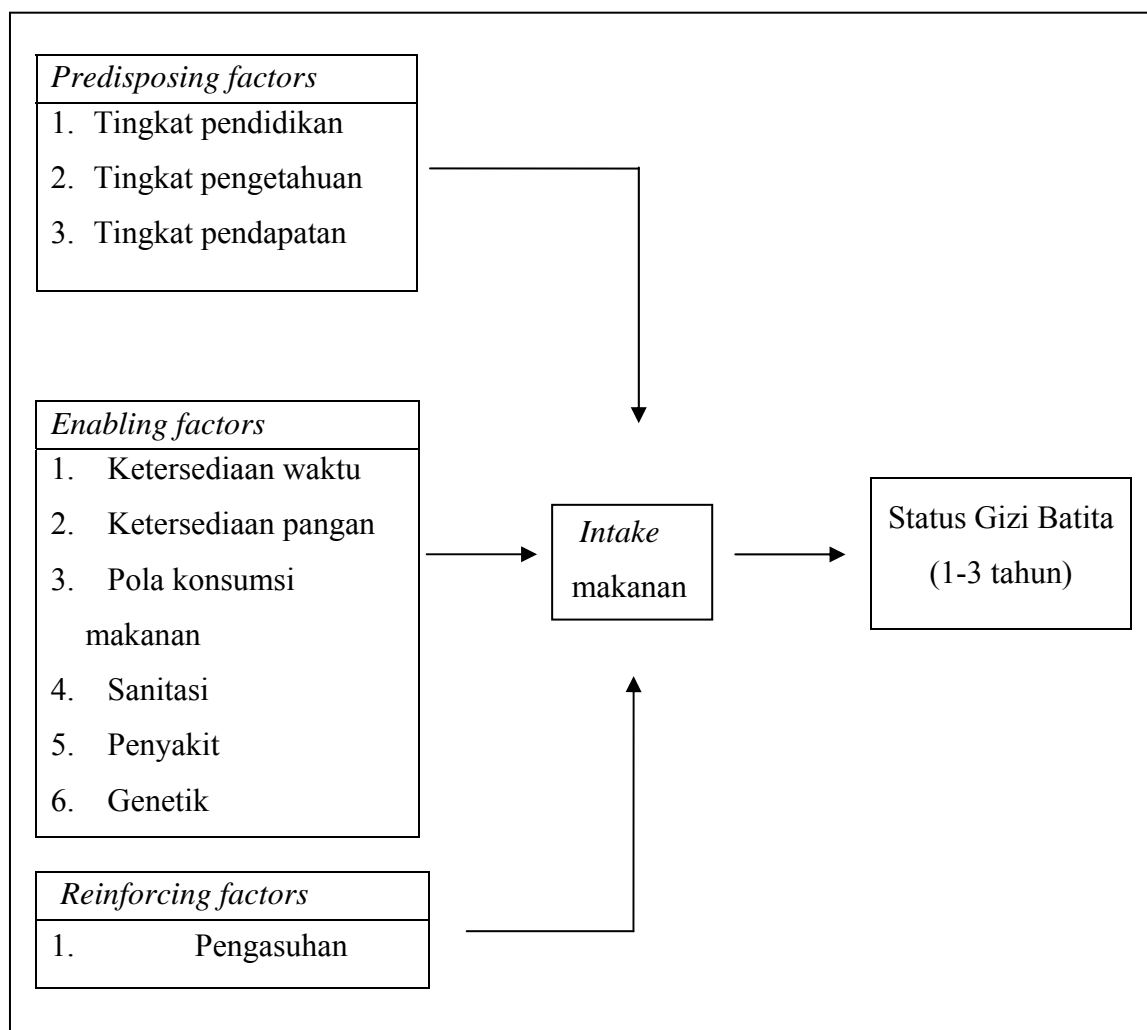 Predisposing factors
1. Tingkat pendidikan
2. Tingkat pengetahuan
3. Tingkat pendapatan
Enabling factors
1. Ketersediaan waktu
2. Ketersediaan pangan
3. Pola konsumsi
makanan
4. Sanitasi
5. Penyakit
6. Genetik
Reinforcing factors
1. Pengasuhan
Intake
makanan
Status Gizi Batita
(1-3 tahun)